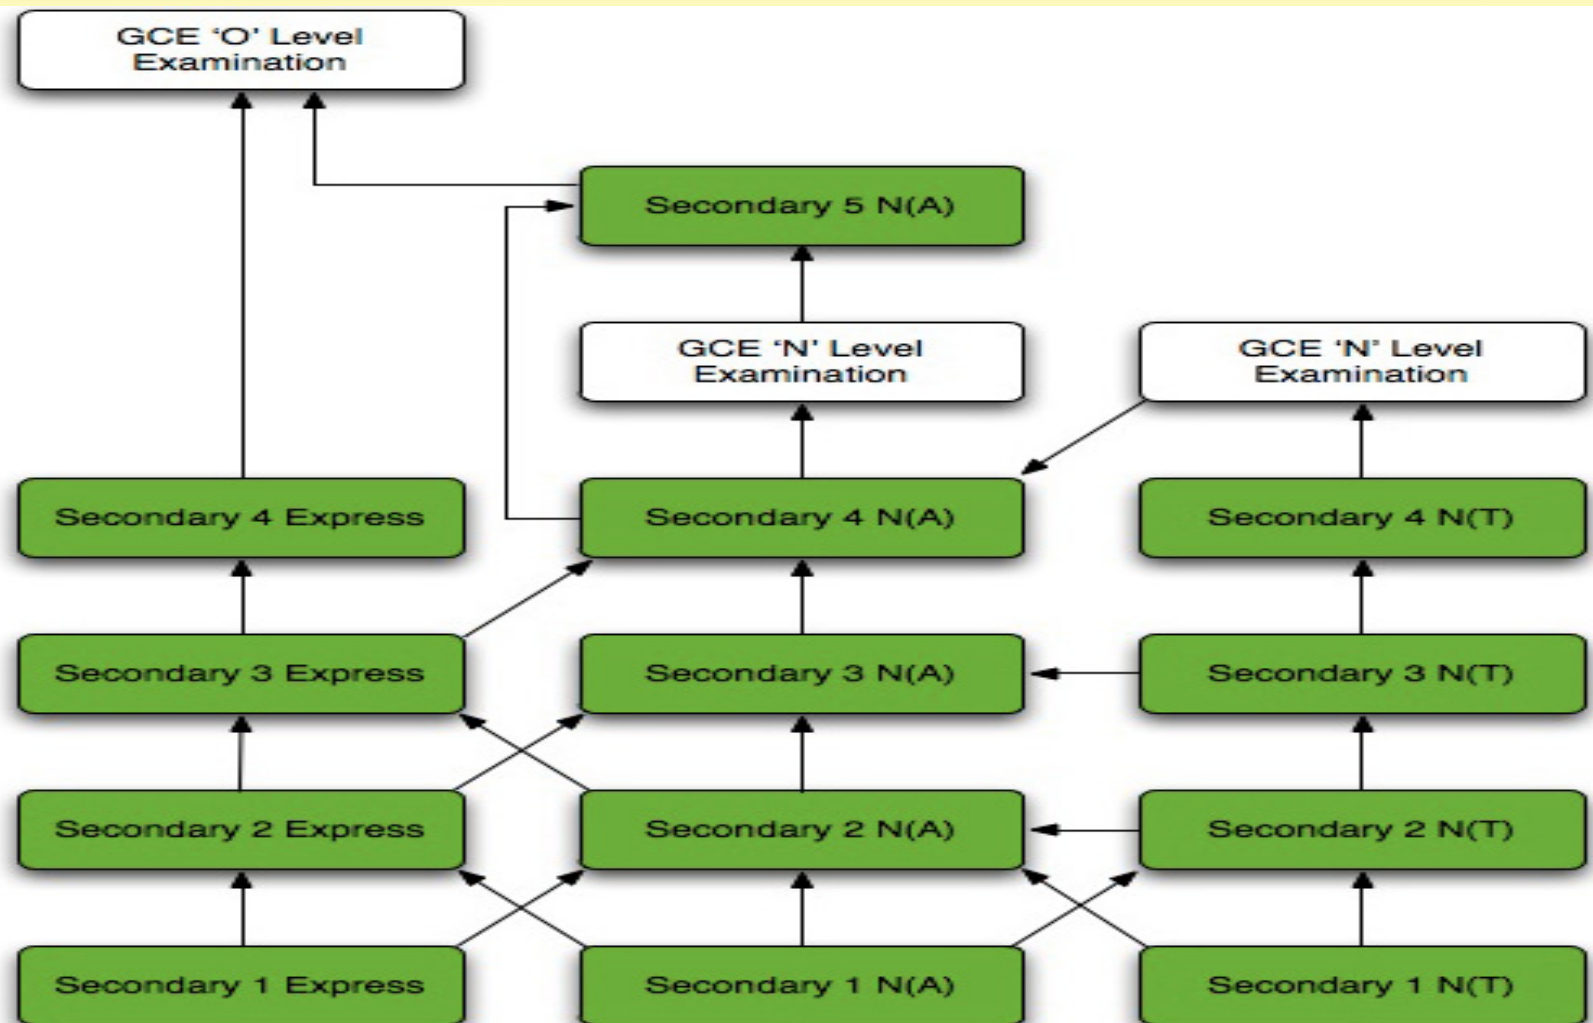 GCE ‘O’ Level
Examination
Secondary 5 N(A)
GCE ‘N’ Level
Examination
GCE ‘N’ Level
Examination
Secondary 4 Express
Secondary 4 N(A)
Secondary 4 N(T)
Secondary 3 Express
Secondary 3 N(A)
Secondary 3 N(T)
Secondary 2 Express
Secondary 2 N(A)
Secondary 2 N(T)
Secondary 1 Express
Secondary 1 N(A)
Secondary 1 N(T)